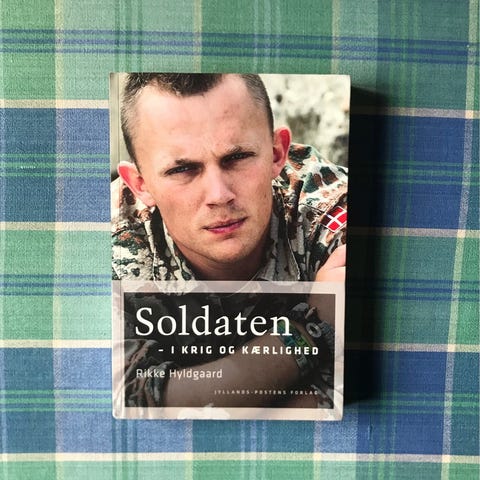 Soldaten
- I KRIG OG KÆRLIGHED
Rikke Hyldgaard
JYLLANDS-POSTENS FORLAG